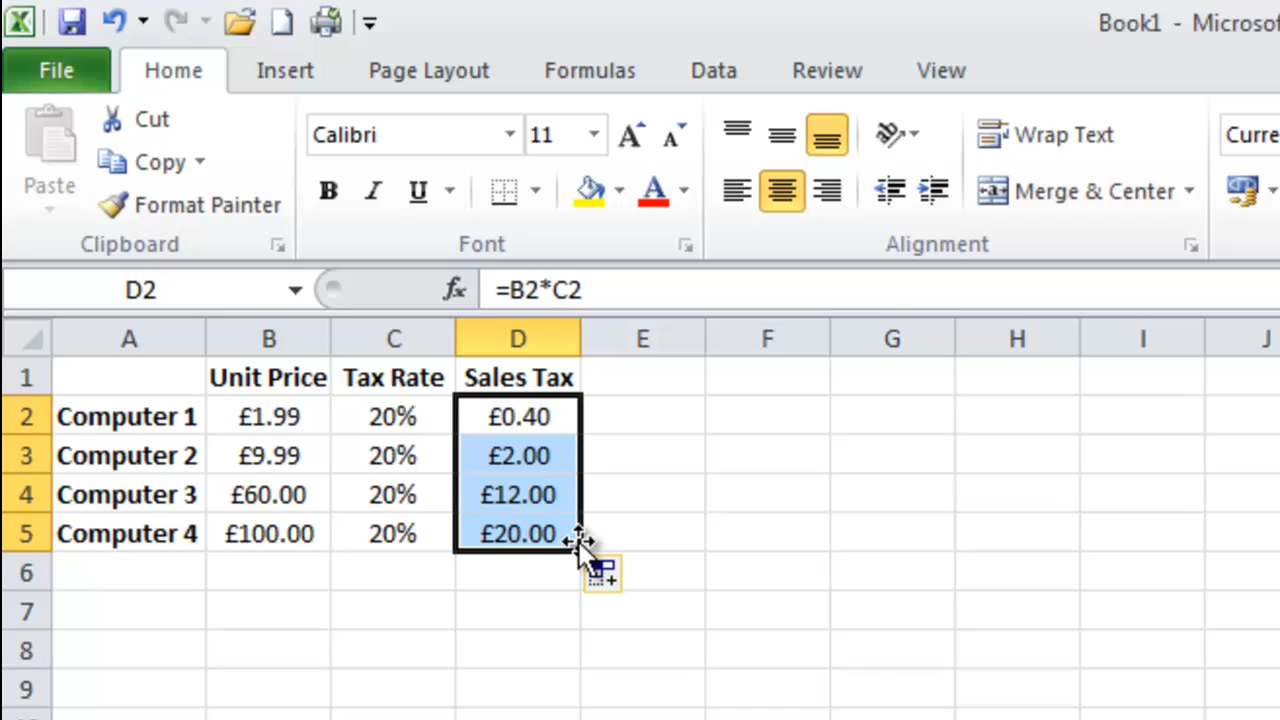 Book1 - Microsof
File Home Insert Page Layout Formulas Data Review View
Paste
Cut
Copy
Format Painter
Clipboard
Calibri 11 A A
B I U A
Font
Wrap Text
Merge & Center
Alignment
Curre
D2 fx =B2*C2
A B C D E F G H I J
1 Unit Price Tax Rate Sales Tax
2 Computer 1 £1.99 20% £0.40
3 Computer 2 £9.99 20% £2.00
4 Computer 3 £60.00 20% £12.00
5 Computer 4 £100.00 20% £20.00
6
7
8
9